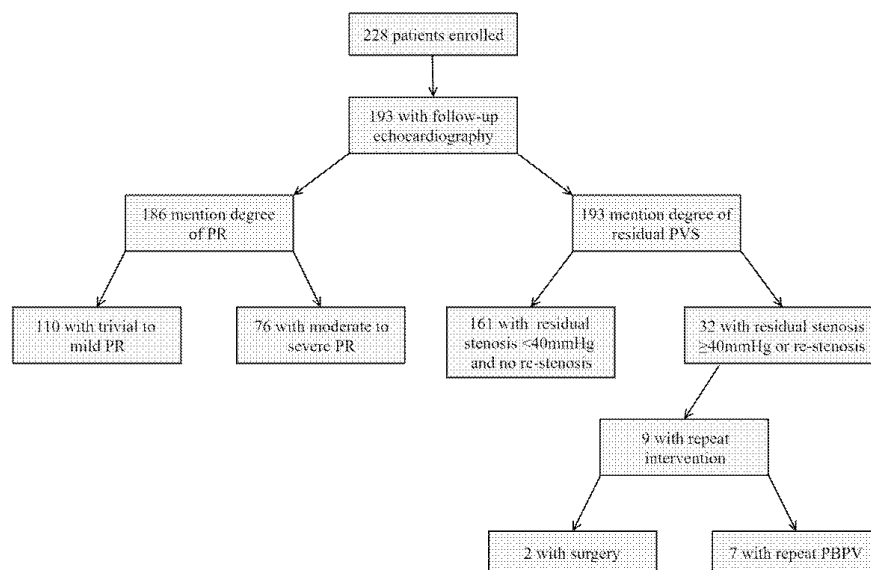 228 patients enrolled
193 with follow-up
echocardiography
186 mention degree
of PR
193 mention degree of
residual PVS
110 with trivial to
mild PR
76 with moderate to
severe PR
161 with residual
stenosis <40mmHg
and no re-stenosis
32 with residual stenosis
≥40mmHg or re-stenosis
9 with repeat
intervention
2 with surgery
7 with repeat PBPV